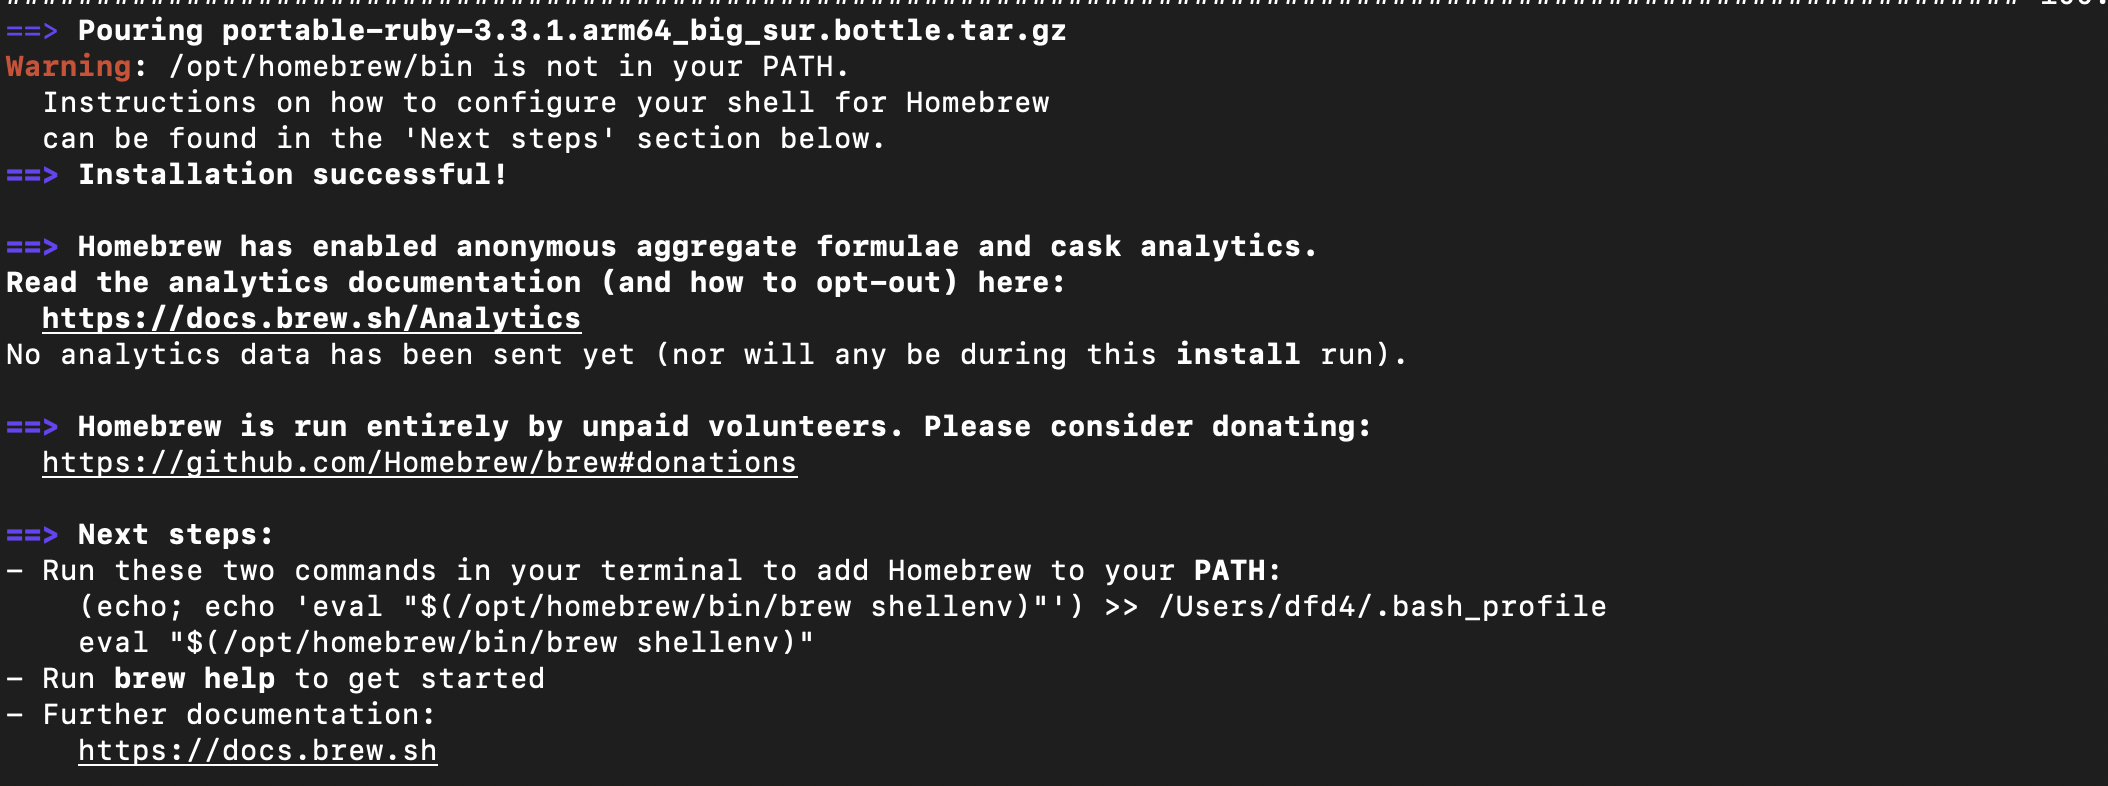 ==> Pouring portable-ruby-3.3.1.arm64_big_sur.bottle.tar.gz
Warning: /opt/homebrew/bin is not in your PATH.
  Instructions on how to configure your shell for Homebrew
  can be found in the 'Next steps' section below.
==> Installation successful!

==> Homebrew has enabled anonymous aggregate formulae and cask analytics.
Read the analytics documentation (and how to opt-out) here:
  https://docs.brew.sh/Analytics
No analytics data has been sent yet (nor will any be during this install run).

==> Homebrew is run entirely by unpaid volunteers. Please consider donating:
  https://github.com/Homebrew/brew#donations

==> Next steps:
- Run these two commands in your terminal to add Homebrew to your PATH:
    (echo; echo 'eval "$(/opt/homebrew/bin/brew shellenv)"') >> /Users/dfd4/.bash_profile
    eval "$(/opt/homebrew/bin/brew shellenv)"
- Run brew help to get started
- Further documentation:
    https://docs.brew.sh